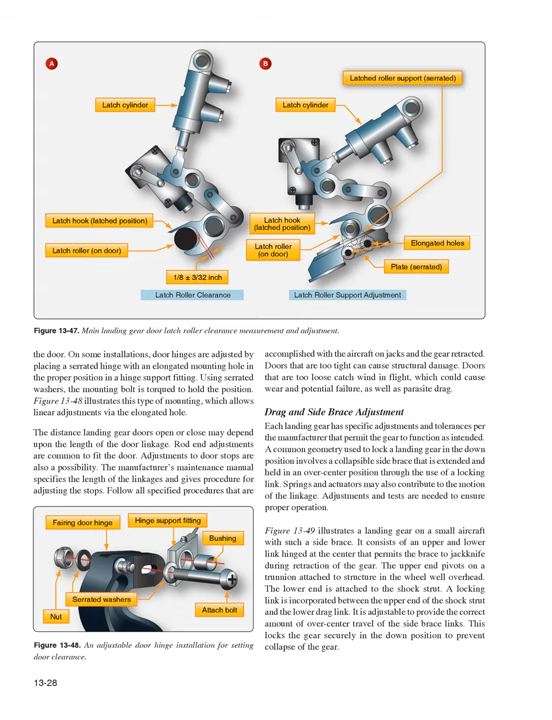 A
B
Latched roller support (serrated)
Latch cylinder
Latch cylinder
Latch hook (latched position)
Latch roller (on door)
1/8 ± 3/32 inch
Latch Roller Clearance
Latch hook
(latched position)
Latch roller
(on door)
Elongated holes
Plate (serrated)
Latch Roller Support Adjustment
Figure 13-47. Main landing gear door latch roller clearance measurement and adjustment.
the door. On some installations, door hinges are adjusted by
placing a serrated hinge with an elongated mounting hole in
the proper position in a hinge support fitting. Using serrated
washers, the mounting bolt is torqued to hold the position.
Figure 13-48 illustrates this type of mounting, which allows
linear adjustments via the elongated hole.
The distance landing gear doors open or close may depend
upon the length of the door linkage. Rod end adjustments
are common to fit the door. Adjustments to door stops are
also a possibility. The manufacturer's maintenance manual
specifies the length of the linkages and gives procedure for
adjusting the stops. Follow all specified procedures that are
Fairing door hinge
Hinge support fitting
Bushing
Serrated washers
Attach bolt
Nut
Figure 13-48. An adjustable door hinge installation for setting
door clearance.
accomplished with the aircraft on jacks and the gear retracted.
Doors that are too tight can cause structural damage. Doors
that are too loose catch wind in flight, which could cause
wear and potential failure, as well as parasite drag.
Drag and Side Brace Adjustment
Each landing gear has specific adjustments and tolerances per
the manufacturer that permit the gear to function as intended.
A common geometry used to lock a landing gear in the down
position involves a collapsible side brace that is extended and
held in an over-center position through the use of a locking
link. Springs and actuators may also contribute to the motion
of the linkage. Adjustments and tests are needed to ensure
proper operation.
Figure 13-49 illustrates a landing gear on a small aircraft
with such a side brace. It consists of an upper and lower
link hinged at the center that permits the brace to jackknife
during retraction of the gear. The upper end pivots on a
trunnion attached to structure in the wheel well overhead.
The lower end is attached to the shock strut. A locking
link is incorporated between the upper end of the shock strut
and the lower drag link. It is adjustable to provide the correct
amount of over-center travel of the side brace links. This
locks the gear securely in the down position to prevent
collapse of the gear.
13-28